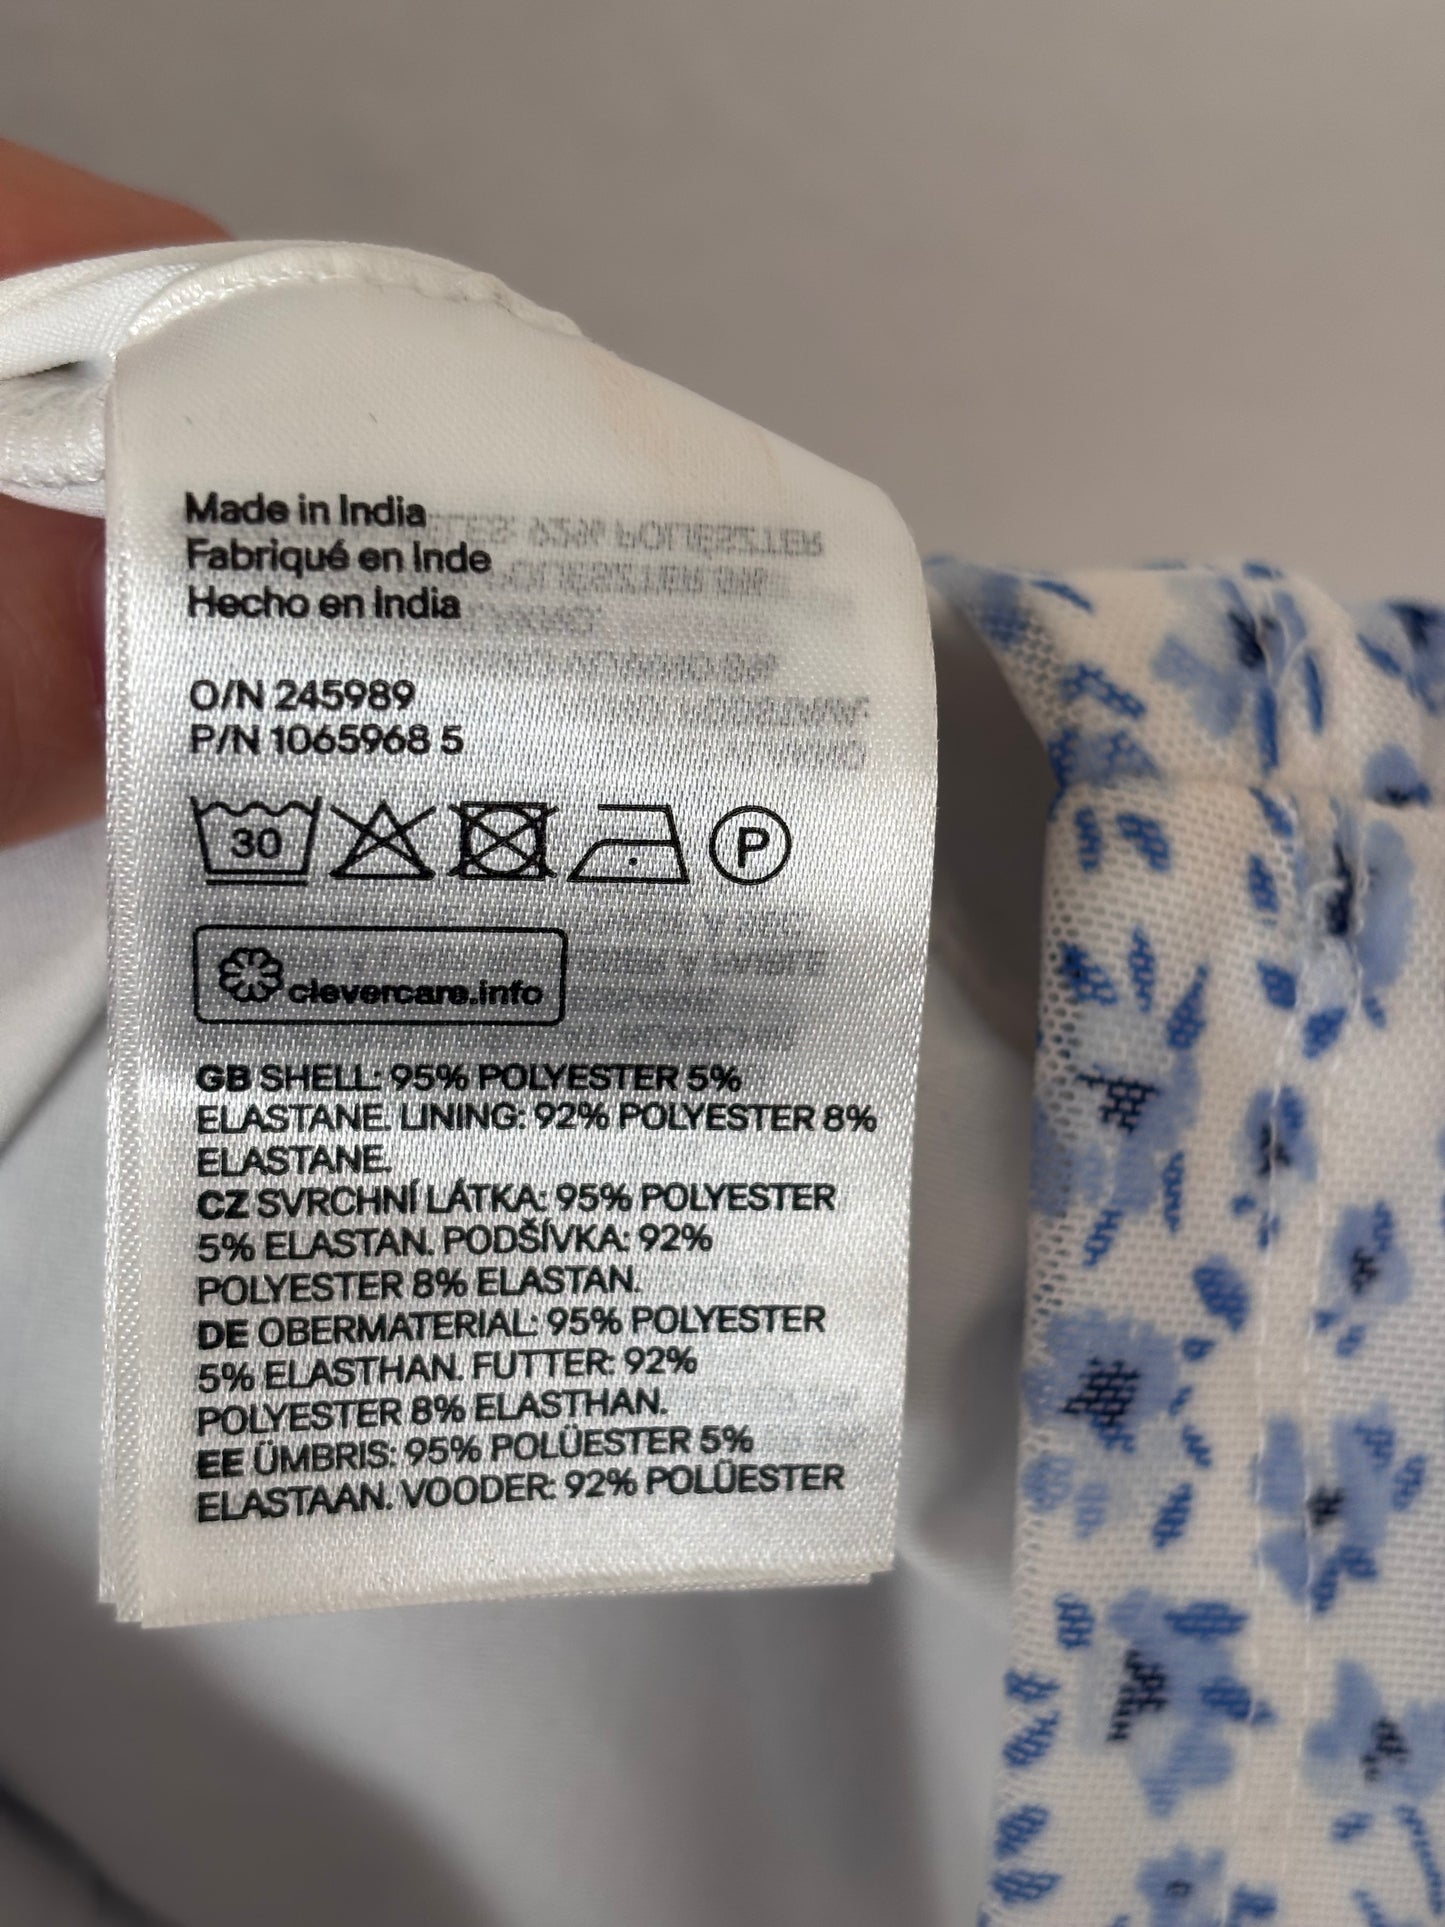 Made in India
Fabriqué en Inde
Hecho en India
O/N 245989
P/N 1065968 5
30
P
clevercare.info
GB SHELL: 95% POLYESTER 5%
ELASTANE. LINING: 92% POLYESTER 8%
ELASTANE.
CZ SVRCHNÍ LÁTKA: 95% POLYESTER
5% ELASTAN. PODŠÍVKA: 92%
POLYESTER 8% ELASTAN.
DE OBERMATERIAL: 95% POLYESTER
5% ELASTHAN. FUTTER: 92%
POLYESTER 8% ELASTHAN.
EE ÜMBRIS: 95% POLÜESTER 5%
ELASTAAN. VOODER: 92% POLÜESTER